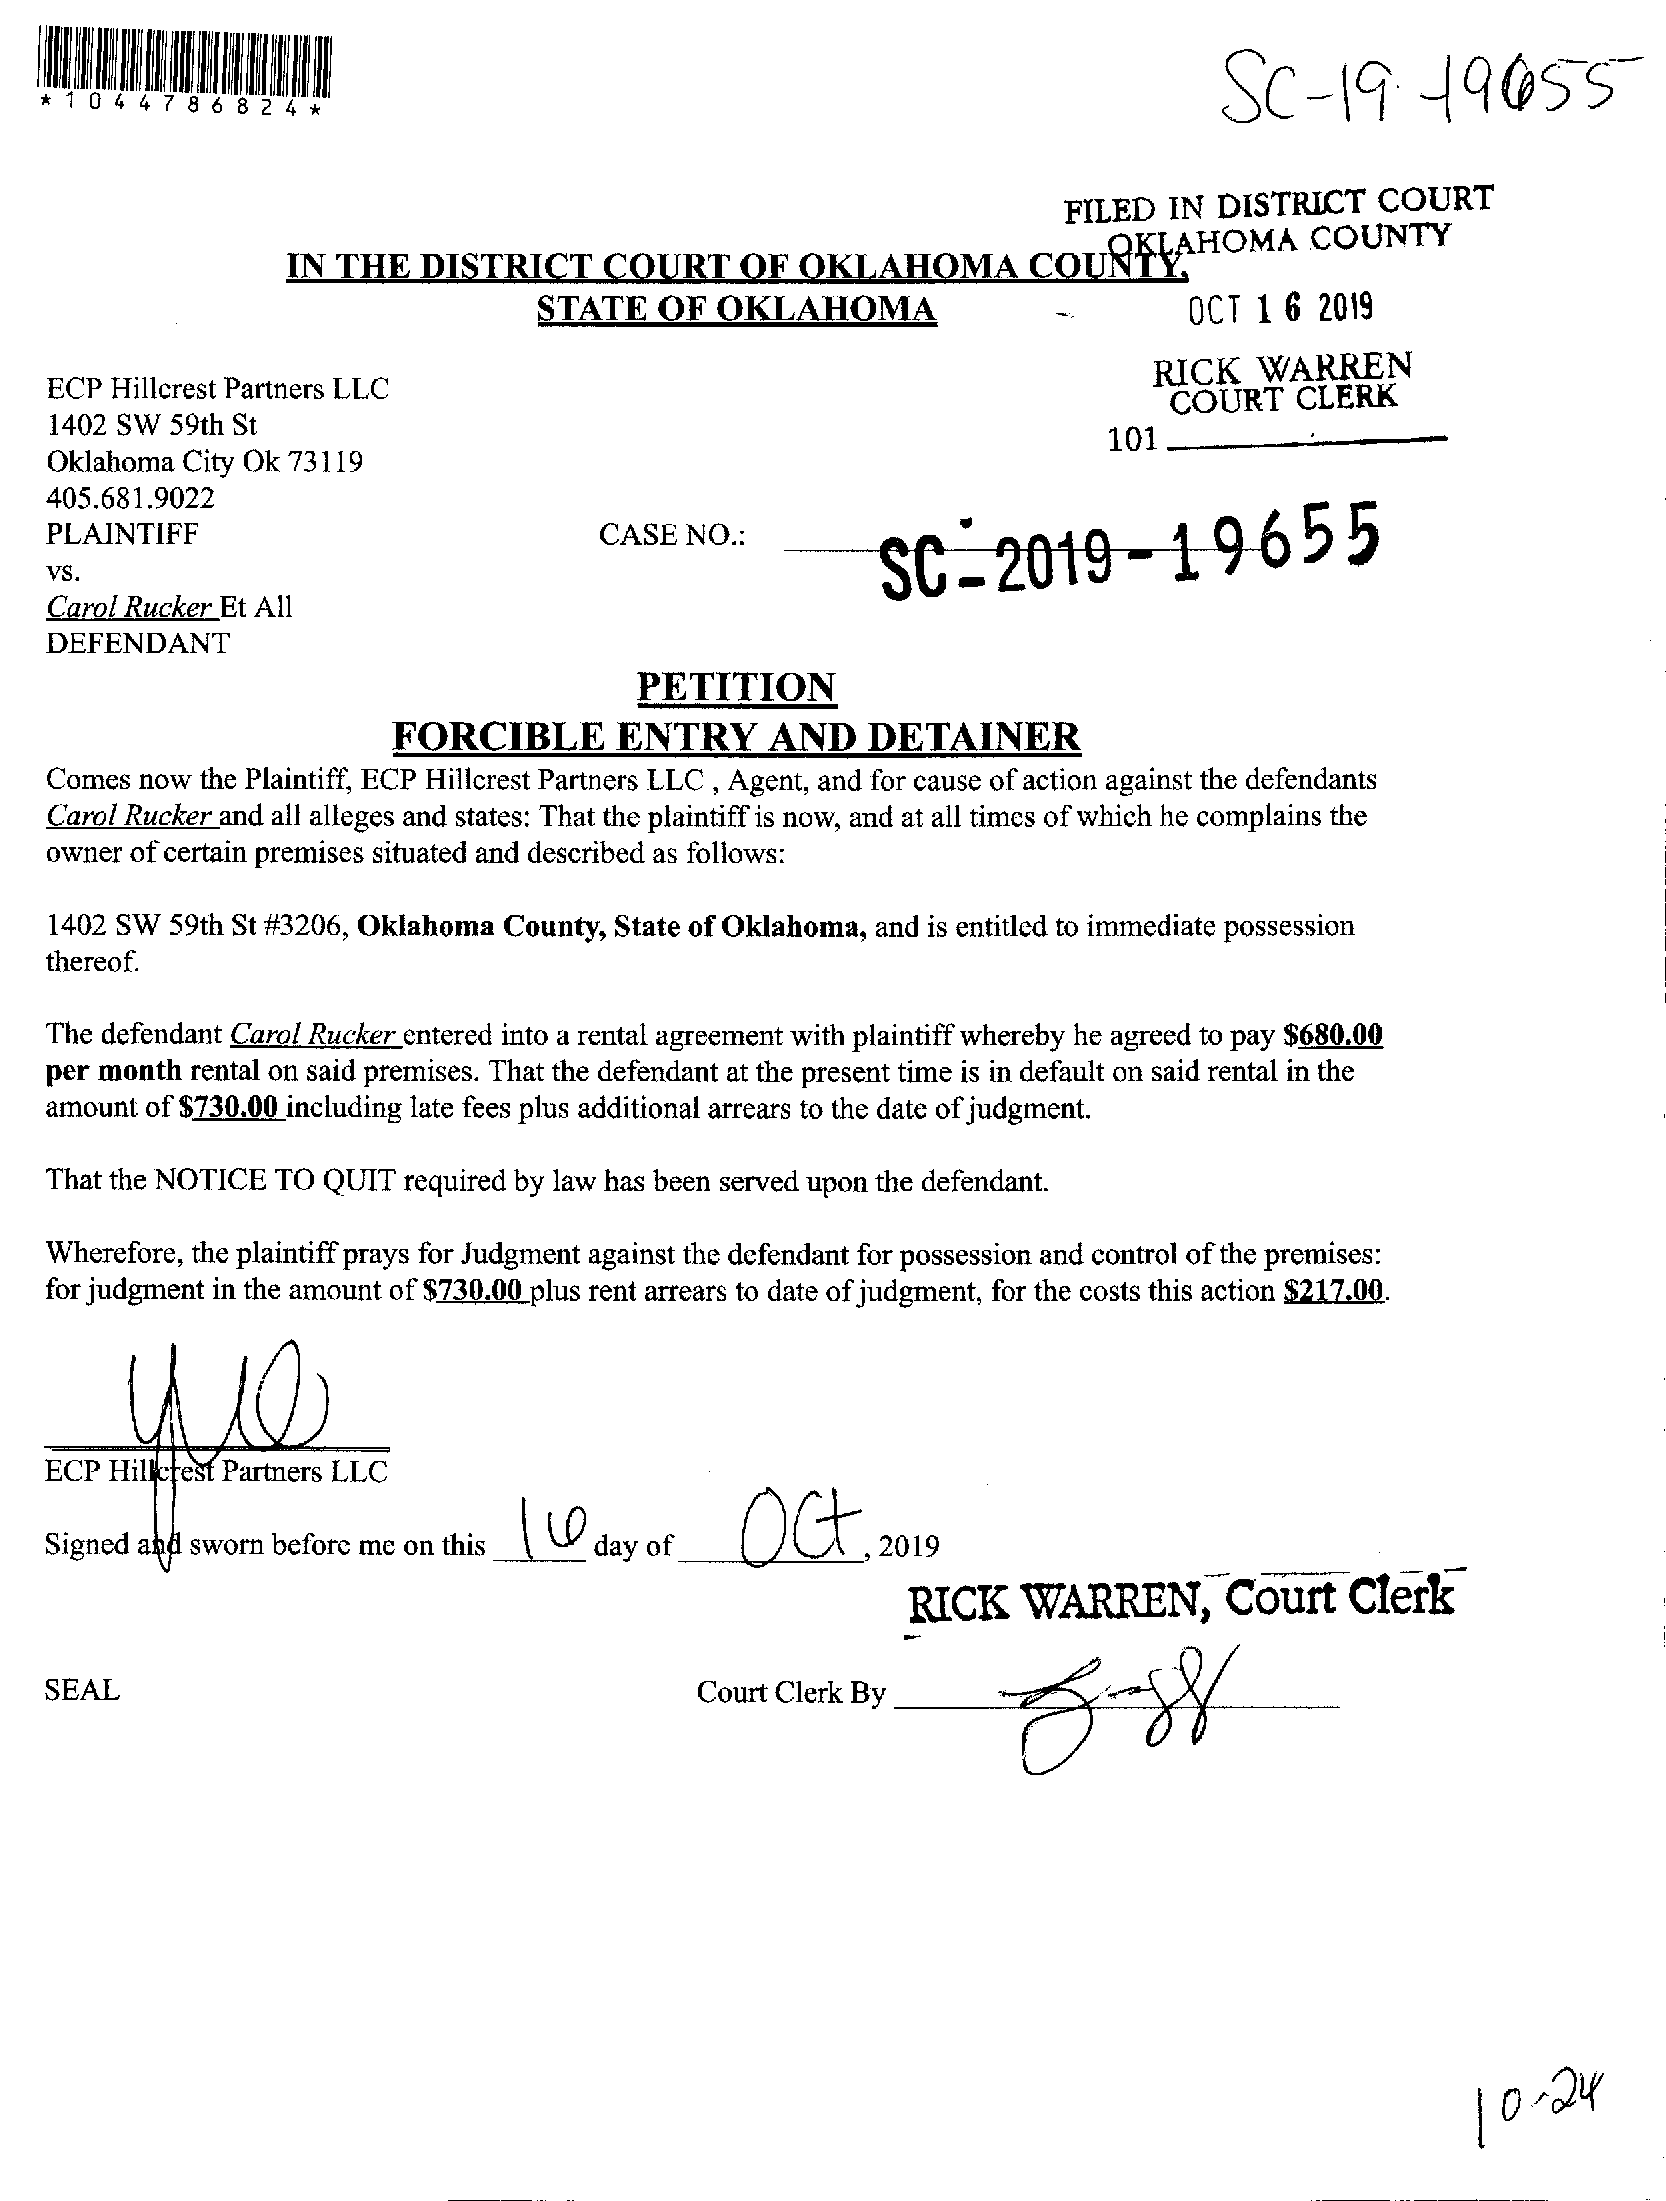 *1044786824*
SC-19-19655
FILED IN DISTRICT COURT
OKLAHOMA COUNTY
IN THE DISTRICT COURT OF OKLAHOMA COUNTY,
STATE OF OKLAHOMA
OCT 16 2019
RICK WARREN
COURT CLERK
101
ECP Hillcrest Partners LLC
1402 SW 59th St
Oklahoma City Ok 73119
405.681.9022
PLAINTIFF
CASE NO.: SC-2019-19655
vs.
Carol Rucker Et All
DEFENDANT
PETITION
FORCIBLE ENTRY AND DETAINER
Comes now the Plaintiff, ECP Hillcrest Partners LLC , Agent, and for cause of action against the defendants
Carol Rucker and all alleges and states: That the plaintiff is now, and at all times of which he complains the
owner of certain premises situated and described as follows:
1402 SW 59th St #3206, Oklahoma County, State of Oklahoma, and is entitled to immediate possession
thereof.
The defendant Carol Rucker entered into a rental agreement with plaintiff whereby he agreed to pay $680.00
per month rental on said premises. That the defendant at the present time is in default on said rental in the
amount of $730.00 including late fees plus additional arrears to the date of judgment.
That the NOTICE TO QUIT required by law has been served upon the defendant.
Wherefore, the plaintiff prays for Judgment against the defendant for possession and control of the premises:
for judgment in the amount of $730.00 plus rent arrears to date of judgment, for the costs this action $217.00.
ECP Hillcrest Partners LLC
Signed and sworn before me on this 16 day of Oct, 2019
RICK WARREN, Court Clerk
SEAL
Court Clerk By
10-24